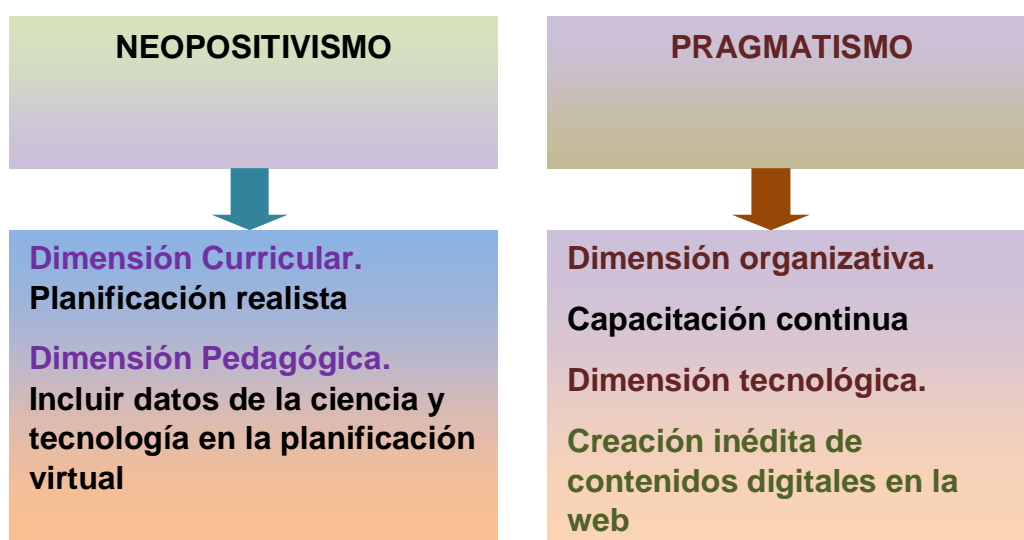 NEOPOSITIVISMO
Dimensión Curricular.
Planificación realista
Dimensión Pedagógica.
Incluir datos de la ciencia y
tecnología en la planificación
virtual
PRAGMATISMO
Dimensión organizativa.
Capacitación continua
Dimensión tecnológica.
Creación inédita de
contenidos digitales en la
web